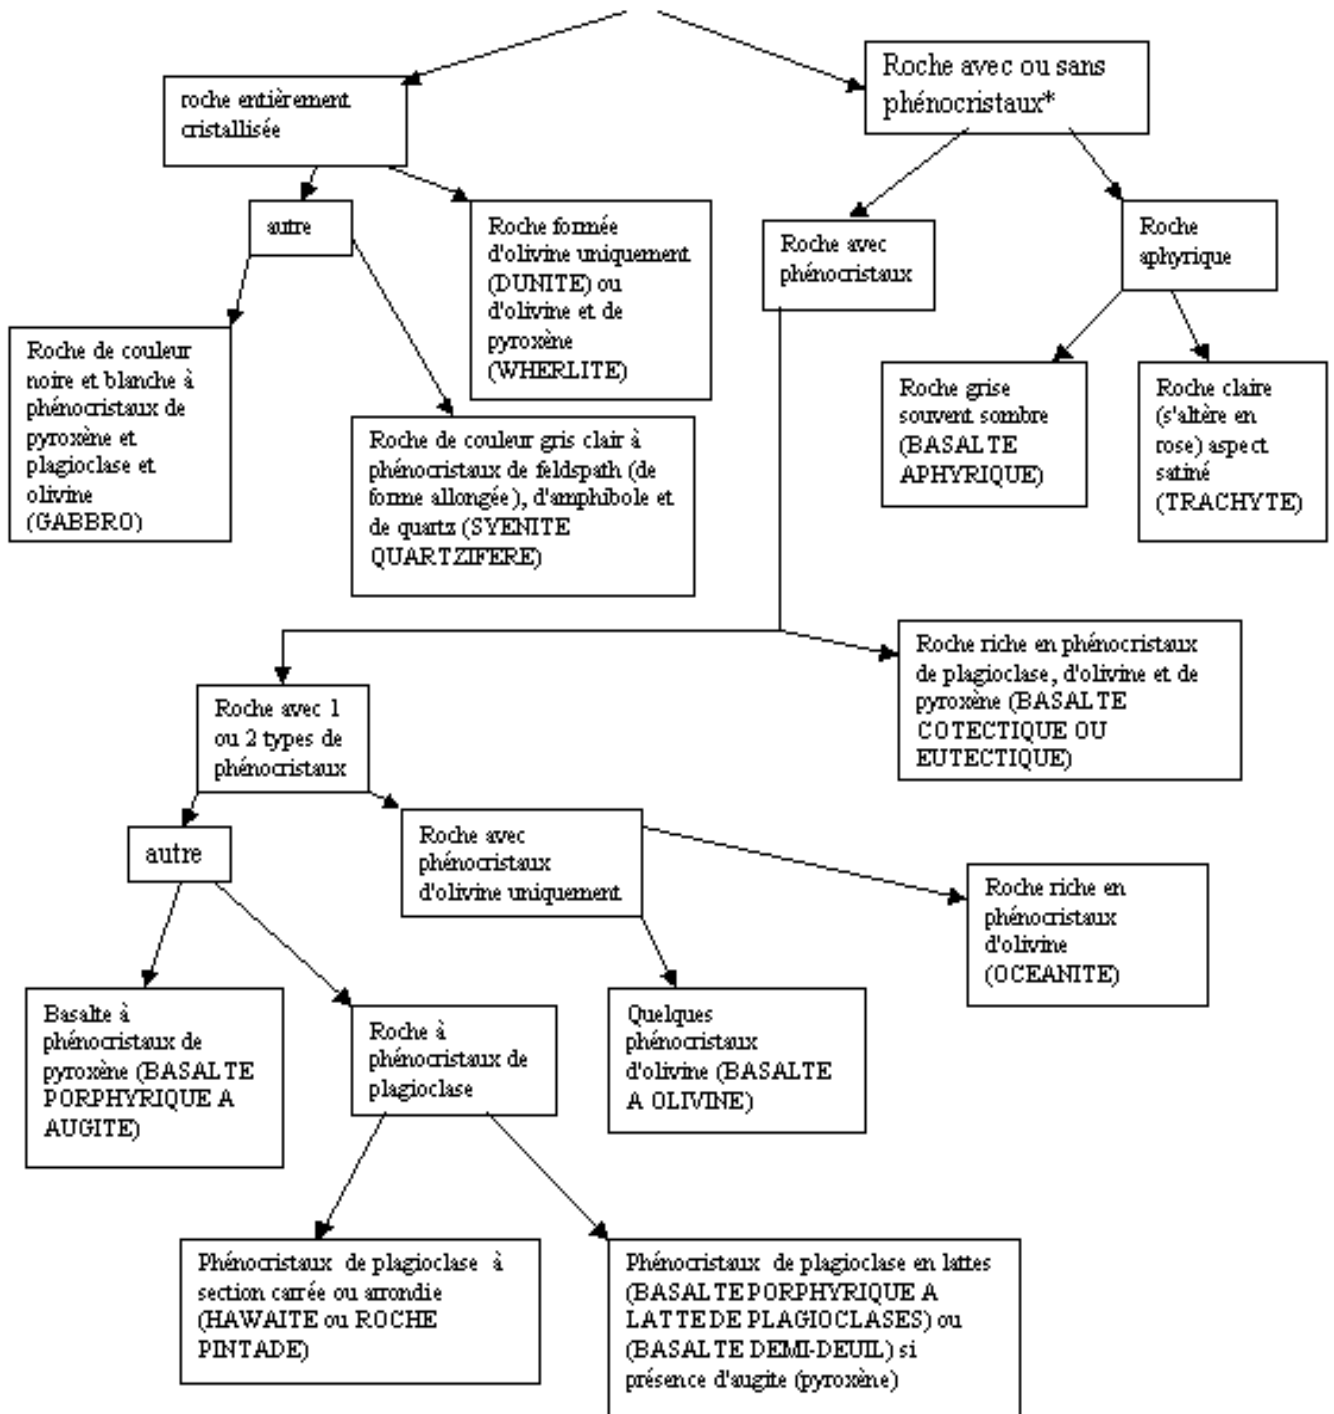 roche entièrement
cristallisée
Roche avec ou sans
phénocristaux*
autre
Roche formée
d'olivine uniquement
(DUNITE) ou
d'olivine et de
pyroxène
(WHERLITE)
Roche avec
phénocristaux
Roche
aphyrique
Roche de couleur
noire et blanche à
phénocristaux de
pyroxène et
plagioclase et
olivine
(GABBRO)
Roche de couleur gris clair à
phénocristaux de feldspath (de
forme allongée), d'amphibole et
de quartz (SYENITE
QUARTZIFERE)
Roche grise
souvent sombre
(BASALTE
APHYRIQUE)
Roche claire
(s'altère en
rose) aspect
satiné
(TRACHYTE)
Roche avec 1
ou 2 types de
phénocristaux
Roche riche en phénocristaux
de plagioclase, d'olivine et de
pyroxène (BASALTE
COTECTIQUE OU
EUTECTIQUE)
autre
Roche avec
phénocristaux
d'olivine uniquement
Roche riche en
phénocristaux
d'olivine
(OCEANITE)
Basalte à
phénocristaux de
pyroxène (BASALTE
PORPHYRIQUE A
AUGITE)
Roche à
phénocristaux de
plagioclase
Quelques
phénocristaux
d'olivine (BASALTE
A OLIVINE)
Phénocristaux de plagioclase à
section carrée ou arrondie
(HAWAITE ou ROCHE
PINTADE)
Phénocristaux de plagioclase en lattes
(BASALTE PORPHYRIQUE A
LATTE DE PLAGIOCLASES) ou
(BASALTE DEMI-DEUIL) si
présence d'augite (pyroxène)